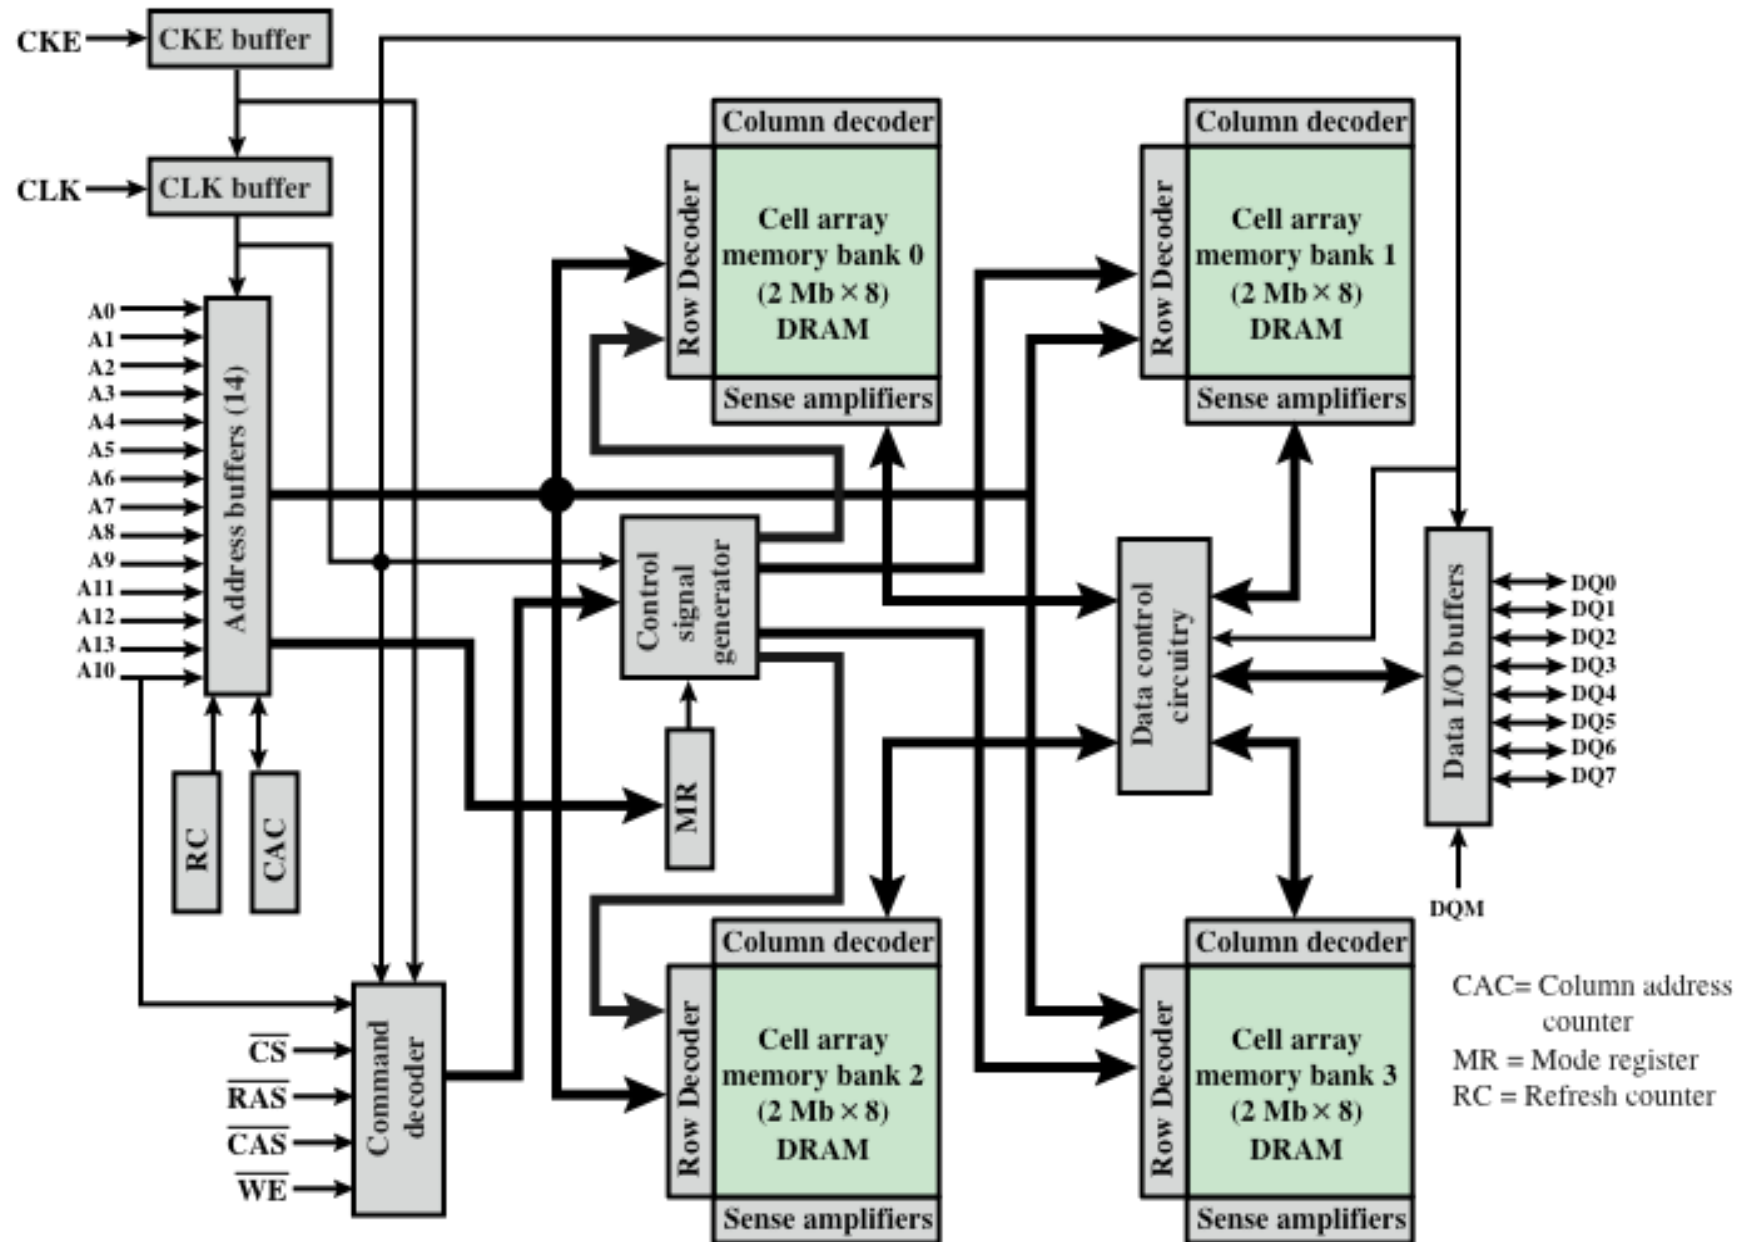 CKE
CKE buffer
CLK
CLK buffer
A0
A1
A2
A3
A4
A5
A6
A7
A8
A9
A11
A12
A13
A10
Address buffers (14)
RC
CAC
C̅S̅
R̅A̅S̅
C̅A̅S̅
W̅E̅
Command
decoder
Control
signal
generator
MR
Column decoder
Row Decoder
Cell array
memory bank 0
(2 Mb × 8)
DRAM
Sense amplifiers
Column decoder
Row Decoder
Cell array
memory bank 1
(2 Mb × 8)
DRAM
Sense amplifiers
Column decoder
Row Decoder
Cell array
memory bank 2
(2 Mb × 8)
DRAM
Sense amplifiers
Column decoder
Row Decoder
Cell array
memory bank 3
(2 Mb × 8)
DRAM
Sense amplifiers
Data control
circuitry
Data I/O buffers
DQ0
DQ1
DQ2
DQ3
DQ4
DQ5
DQ6
DQ7
DQM
CAC= Column address
counter
MR = Mode register
RC = Refresh counter